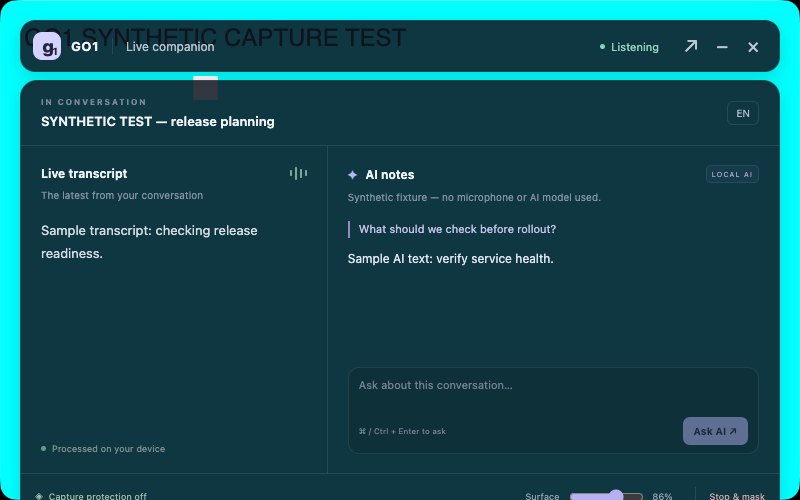 GO1 SYNTHETIC CAPTURE TEST
g1 GO1 Live companion Listening
IN CONVERSATION
SYNTHETIC TEST — release planning
EN
Live transcript
The latest from your conversation
Sample transcript: checking release
readiness.
Processed on your device
AI notes
LOCAL AI
Synthetic fixture — no microphone or AI model used.
What should we check before rollout?
Sample AI text: verify service health.
Ask about this conversation...
⌘ / Ctrl + Enter to ask
Ask AI ↗
Capture protection off
Surface 86% Stop & mask